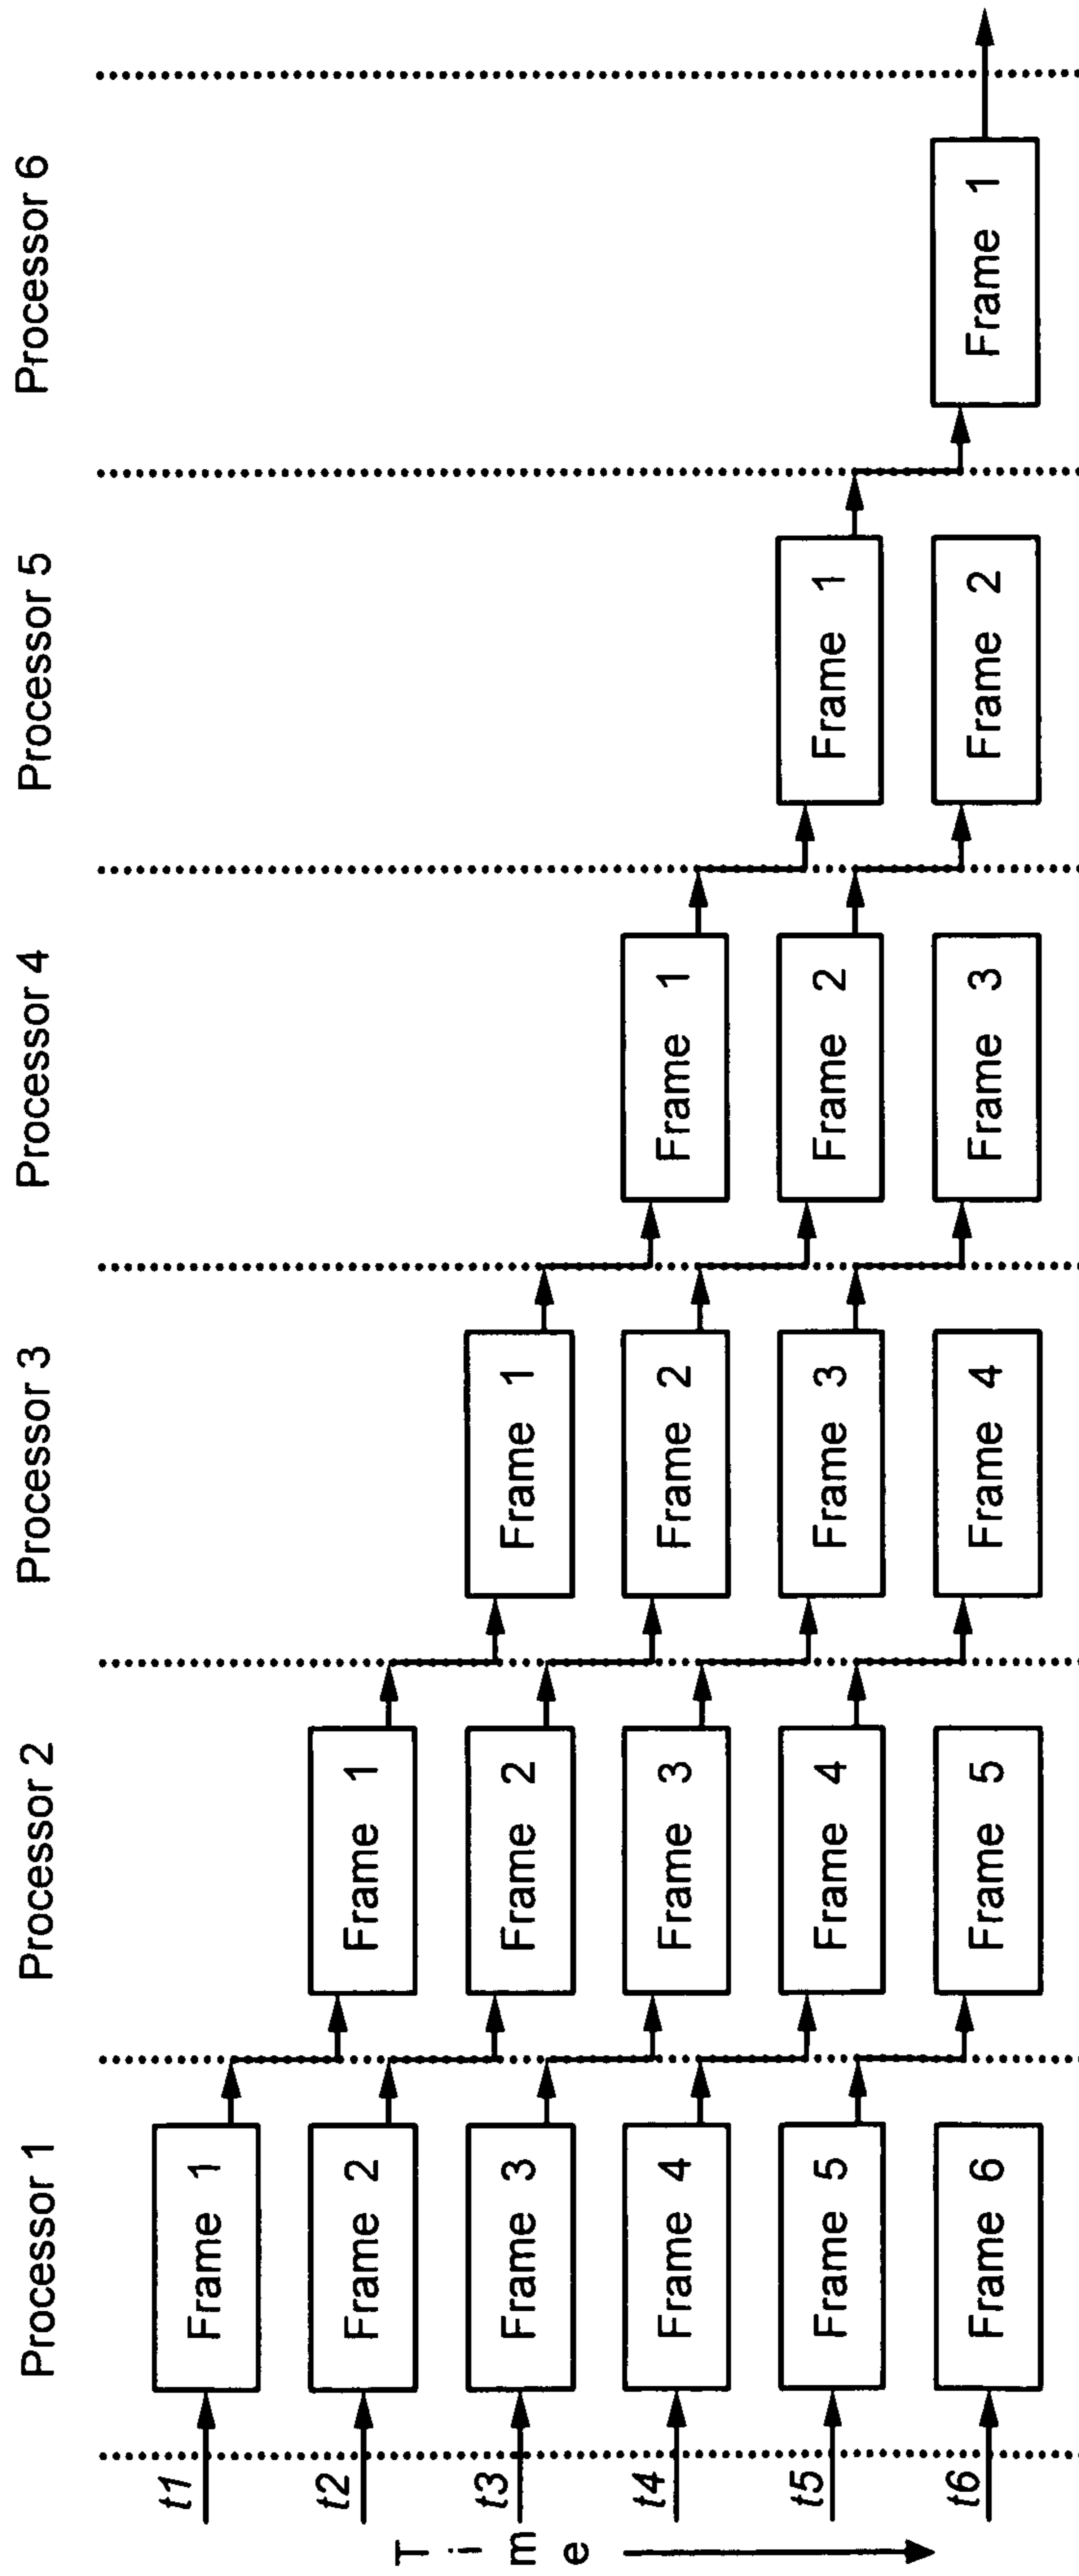 Processor 1 Processor 2 Processor 3 Processor 4 Processor 5 Processor 6
t1 Frame 1
t2 Frame 2 Frame 1
t3 Frame 3 Frame 2 Frame 1
t4 Frame 4 Frame 3 Frame 2 Frame 1
t5 Frame 5 Frame 4 Frame 3 Frame 2 Frame 1
t6 Frame 6 Frame 5 Frame 4 Frame 3 Frame 2 Frame 1
Time